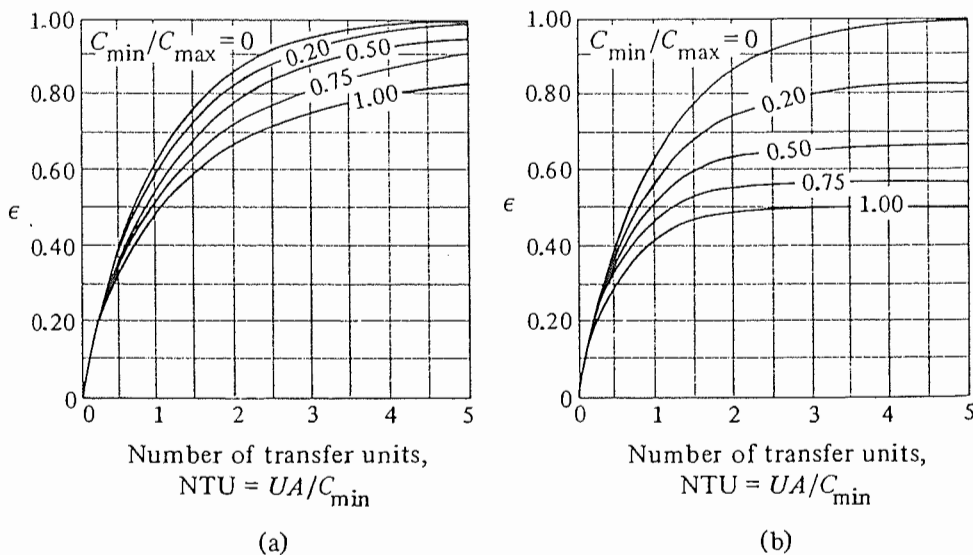 1.00
0.80
0.60
0.40
0.20
0
ϵ
C_min/C_max = 0
0.20
0.50
0.75
1.00
0 1 2 3 4 5
Number of transfer units,
NTU = UA/C_min
(a)
1.00
0.80
0.60
0.40
0.20
0
ϵ
C_min/C_max = 0
0.20
0.50
0.75
1.00
0 1 2 3 4 5
Number of transfer units,
NTU = UA/C_min
(b)